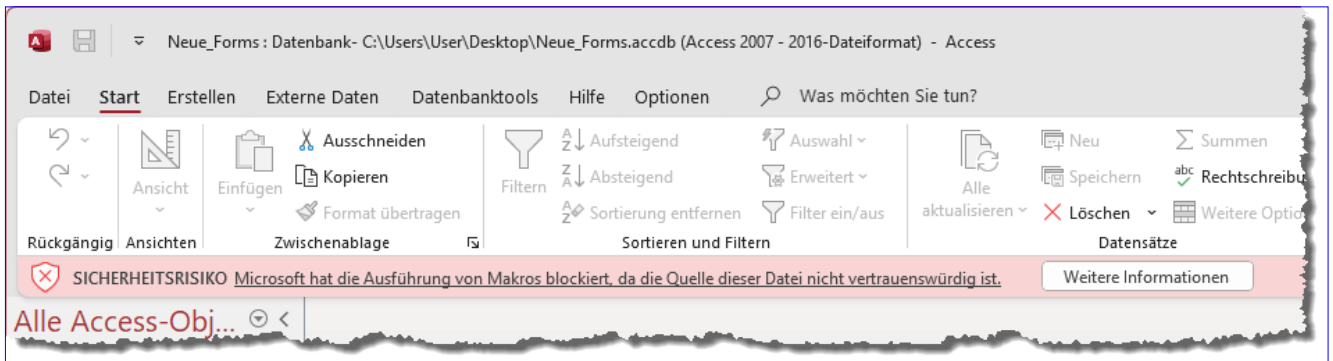 Neue_Forms : Datenbank- C:\Users\User\Desktop\Neue_Forms.accdb (Access 2007 - 2016-Dateiformat) - Access
Datei Start Erstellen Externe Daten Datenbanktools Hilfe Optionen Was möchten Sie tun?
Ausschneiden Aufsteigend Auswahl Neu Summen
Ansicht Einfügen Kopieren Filtern Absteigend Erweitert Alle aktualisieren Speichern
Format übertragen Sortierung entfernen Filter ein/aus Löschen Weitere
Rückgängig Ansichten Zwischenablage Sortieren und Filtern Datensätze
SICHERHEITSRISIKO Microsoft hat die Ausführung von Makros blockiert, da die Quelle dieser Datei nicht vertrauenswürdig ist. Weitere Informationen
Alle Access-Obj...